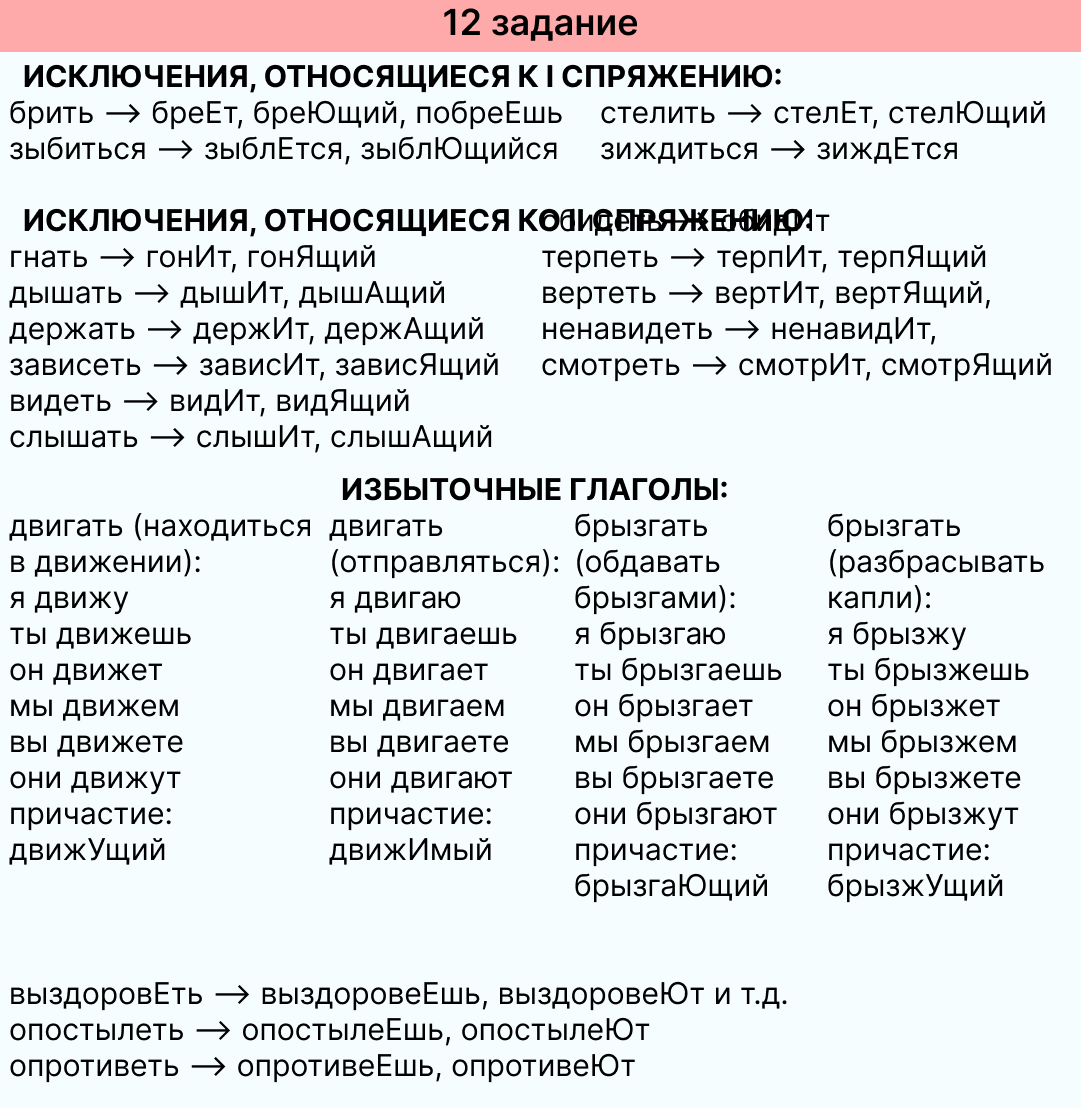 12 задание
ИСКЛЮЧЕНИЯ, ОТНОСЯЩИЕСЯ К I СПРЯЖЕНИЮ:
брить —> бреЕт, бреЮщий, побреЕшь
зыбиться —> зыблЕтся, зыблЮщийся
стелить —> стелЕт, стелЮщий
зиждиться —> зиждЕтся
ИСКЛЮЧЕНИЯ, ОТНОСЯЩИЕСЯ КО II СПРЯЖЕНИЮ:
гнать —> гонИт, гонЯщий
дышать —> дышИт, дышАщий
держать —> держИт, держАщий
зависеть —> зависИт, зависЯщий
видеть —> видИт, видЯщий
слышать —> слышИт, слышАщий
обидеть —> обидИт
терпеть —> терпИт, терпЯщий
вертеть —> вертИт, вертЯщий,
ненавидеть —> ненавидИт,
смотреть —> смотрИт, смотрЯщий
ИЗБЫТОЧНЫЕ ГЛАГОЛЫ:
двигать (находиться
в движении):
я движу
ты движешь
он движет
мы движем
вы движете
они движут
причастие:
движУщий
двигать
(отправляться):
я двигаю
ты двигаешь
он двигает
мы двигаем
вы двигаете
они двигают
причастие:
движИмый
брызгать
(обдавать
брызгами):
я брызгаю
ты брызгаешь
он брызгает
мы брызгаем
вы брызгаете
они брызгают
причастие:
брызгаЮщий
брызгать
(разбрасывать
капли):
я брызжу
ты брызжешь
он брызжет
мы брызжем
вы брызжете
они брызжут
причастие:
брызжУщий
выздоровЕть —> выздоровеЕшь, выздоровеЮт и т.д.
опостылеть —> опостылеЕшь, опостылеЮт
опротиветь —> опротивеЕшь, опротивеЮт